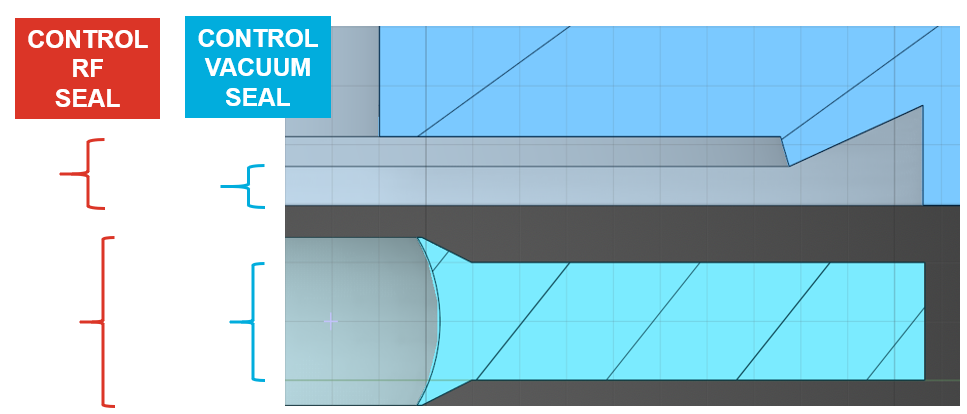 CONTROL
RF
SEAL
CONTROL
VACUUM
SEAL